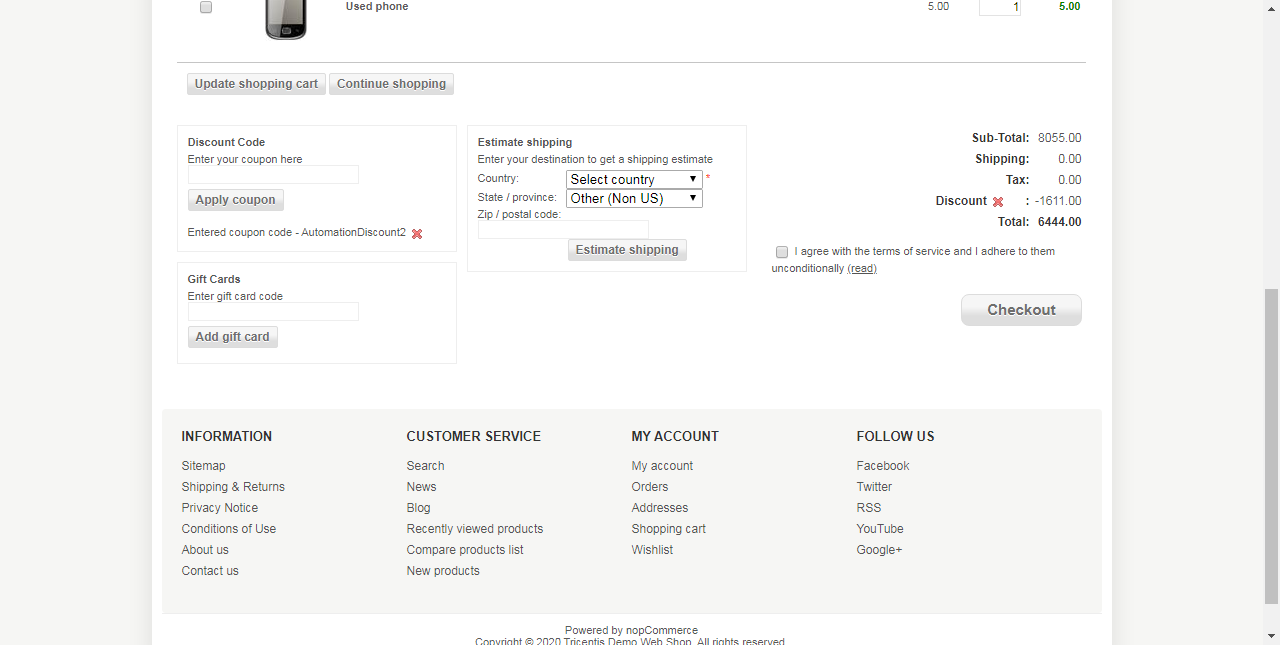 Used phone 5.00 1 5.00
Update shopping cart Continue shopping
Discount Code
Enter your coupon here
Apply coupon
Entered coupon code - AutomationDiscount2
Gift Cards
Enter gift card code
Add gift card
Estimate shipping
Enter your destination to get a shipping estimate
Country: Select country *
State / province: Other (Non US)
Zip / postal code:
Estimate shipping
Sub-Total: 8055.00
Shipping: 0.00
Tax: 0.00
Discount : -1611.00
Total: 6444.00
I agree with the terms of service and I adhere to them
unconditionally (read)
Checkout
INFORMATION
Sitemap
Shipping & Returns
Privacy Notice
Conditions of Use
About us
Contact us
CUSTOMER SERVICE
Search
News
Blog
Recently viewed products
Compare products list
New products
MY ACCOUNT
My account
Orders
Addresses
Shopping cart
Wishlist
FOLLOW US
Facebook
Twitter
RSS
YouTube
Google+
Powered by nopCommerce
Copyright © 2020 Tricentis Demo Web Shop. All rights reserved.